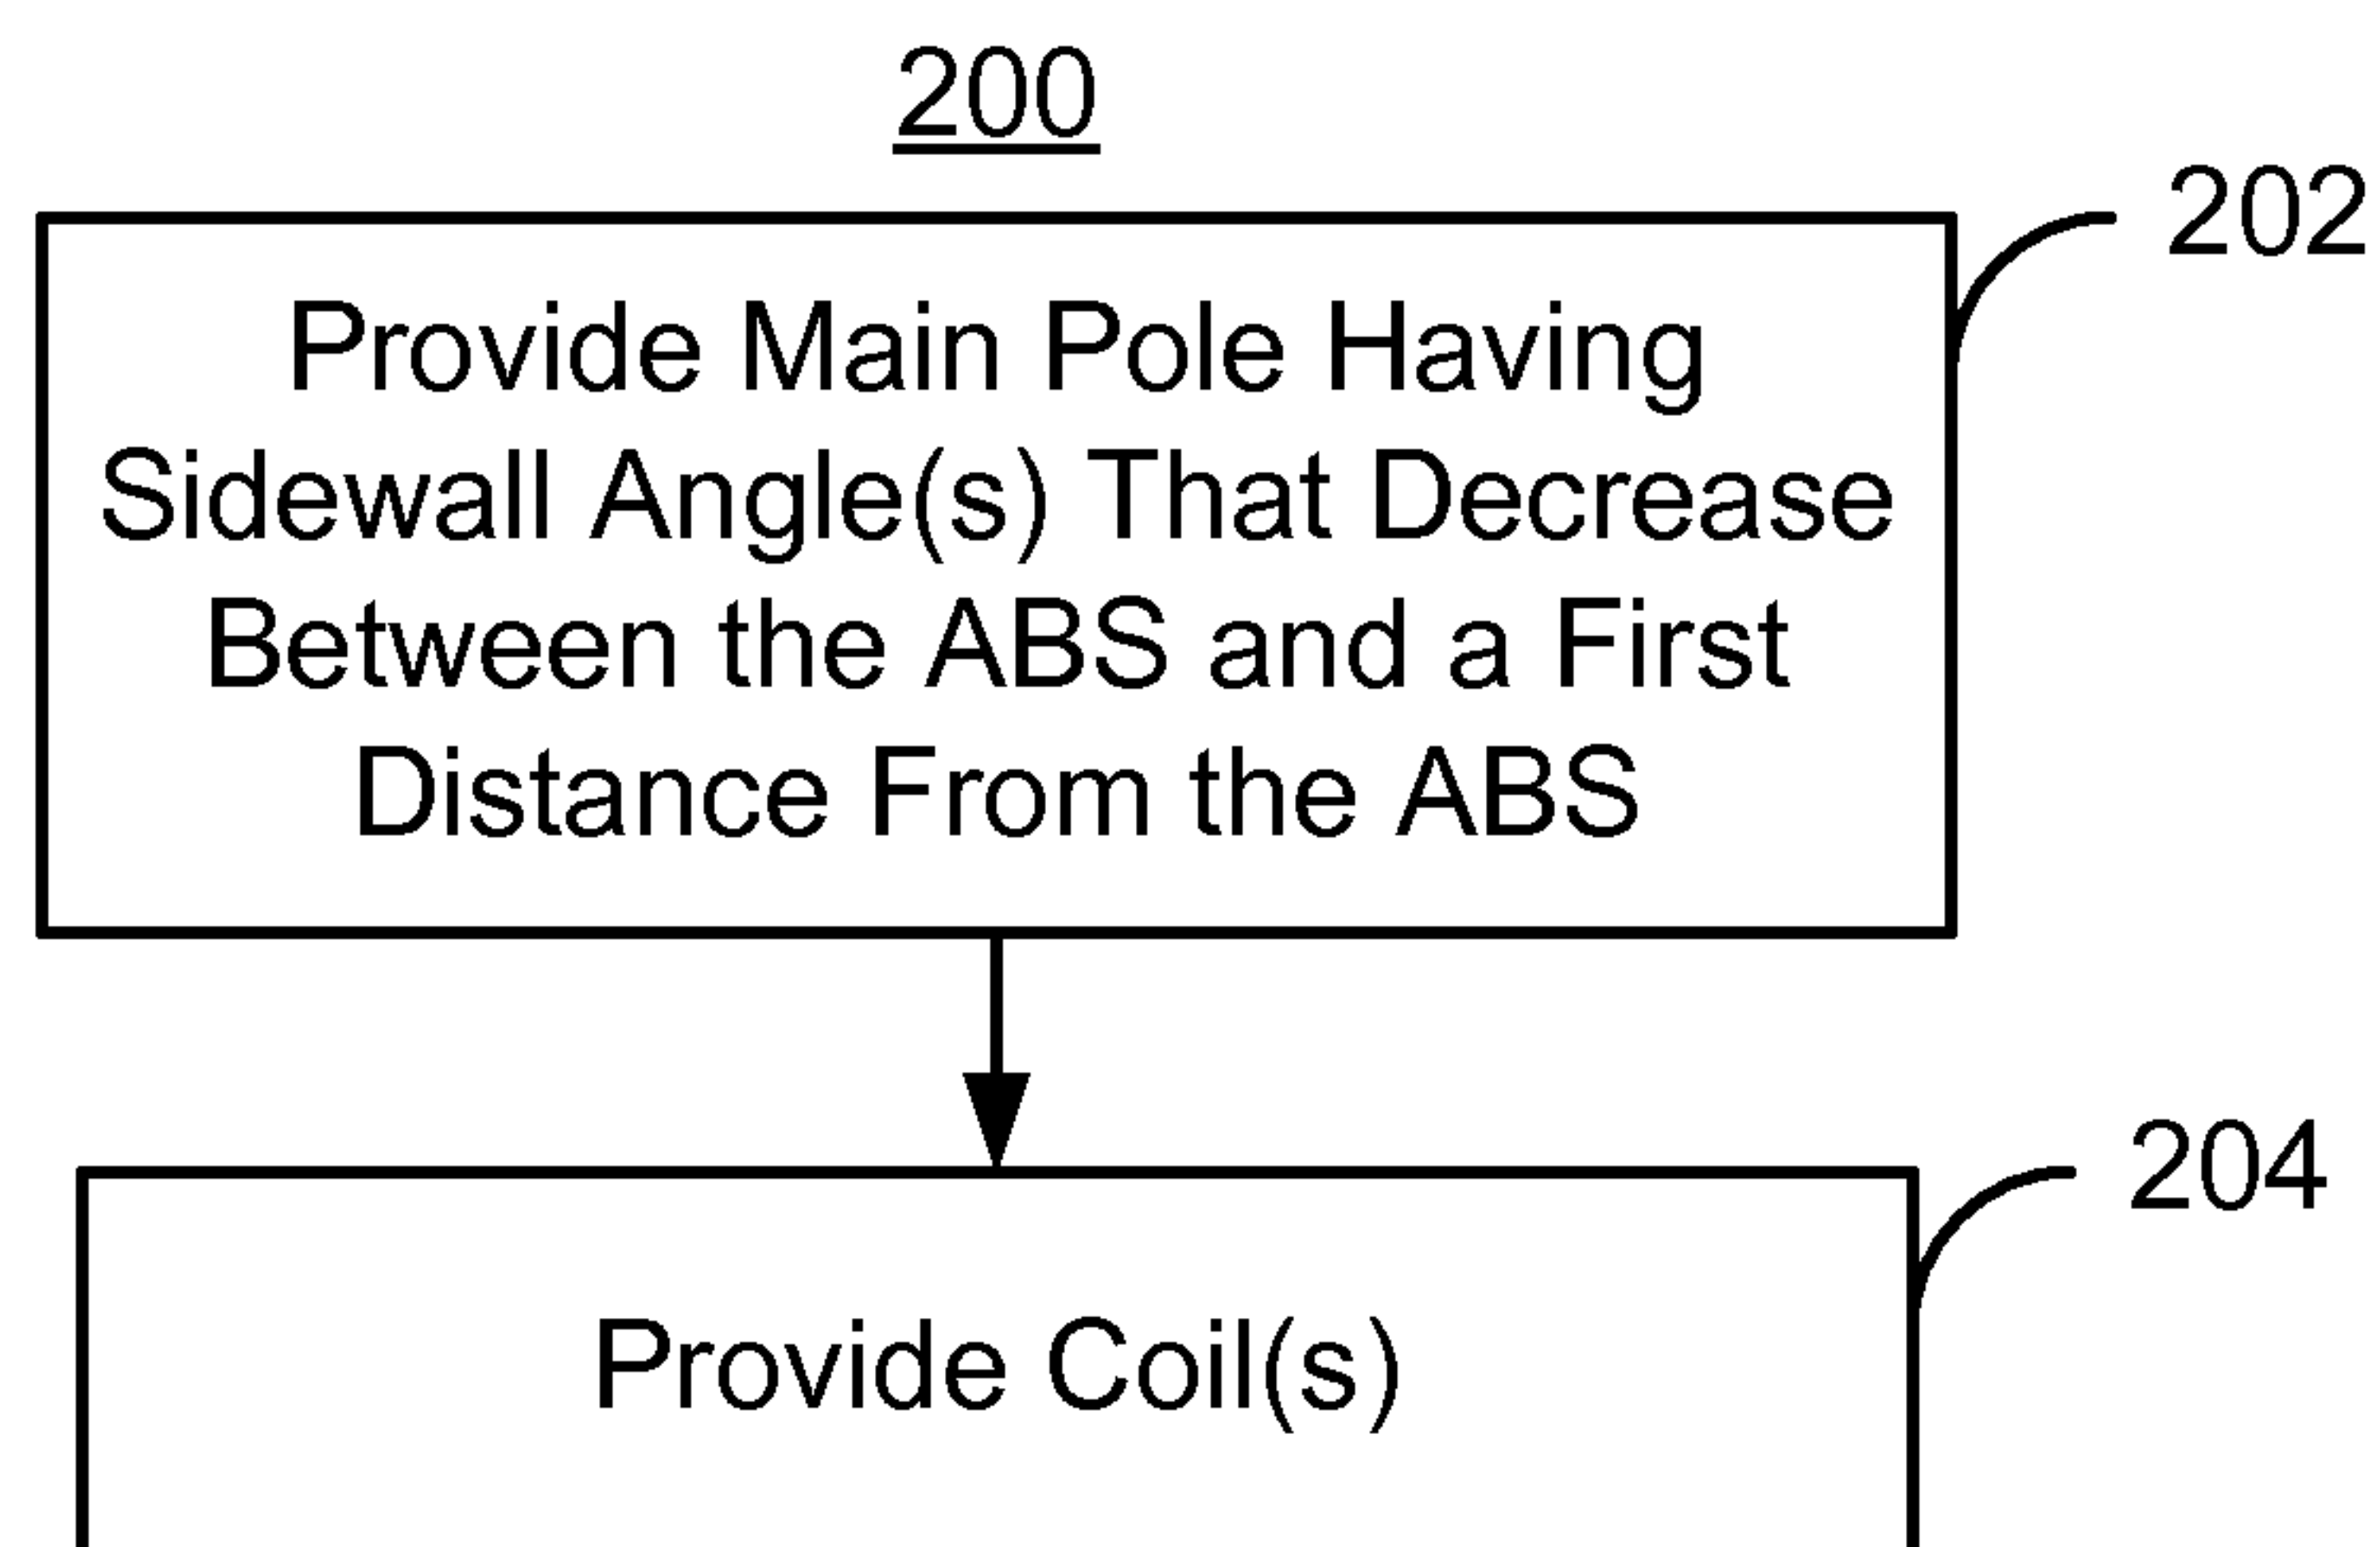 200
202
Provide Main Pole Having
Sidewall Angle(s) That Decrease
Between the ABS and a First
Distance From the ABS
204
Provide Coil(s)